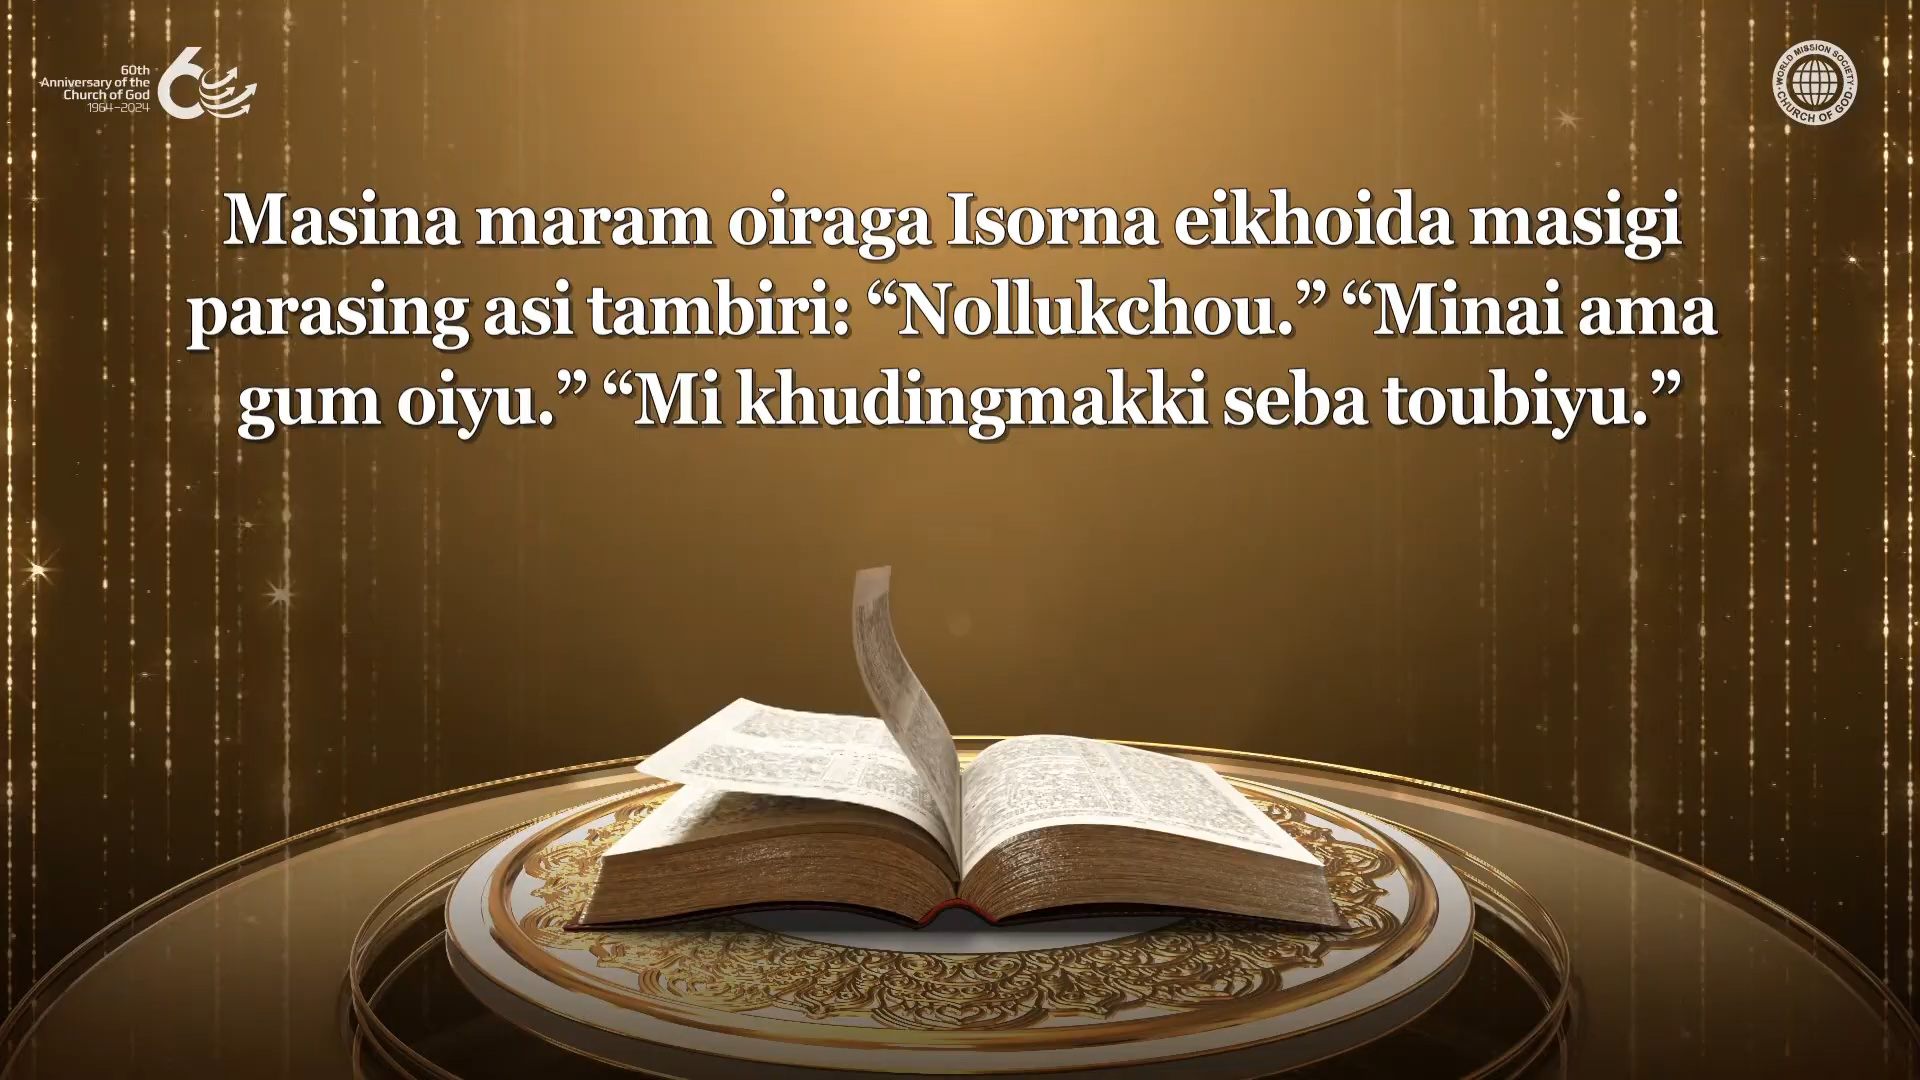 60th
Anniversary of the
Church of God
1964–2024
WORLD MISSION SOCIETY
CHURCH OF GOD
Masina maram oiraga Isorna eikhoida masigi
parasing asi tambiri: “Nollukchou.” “Minai ama
gum oiyu.” “Mi khudingmakki seba toubiyu.”